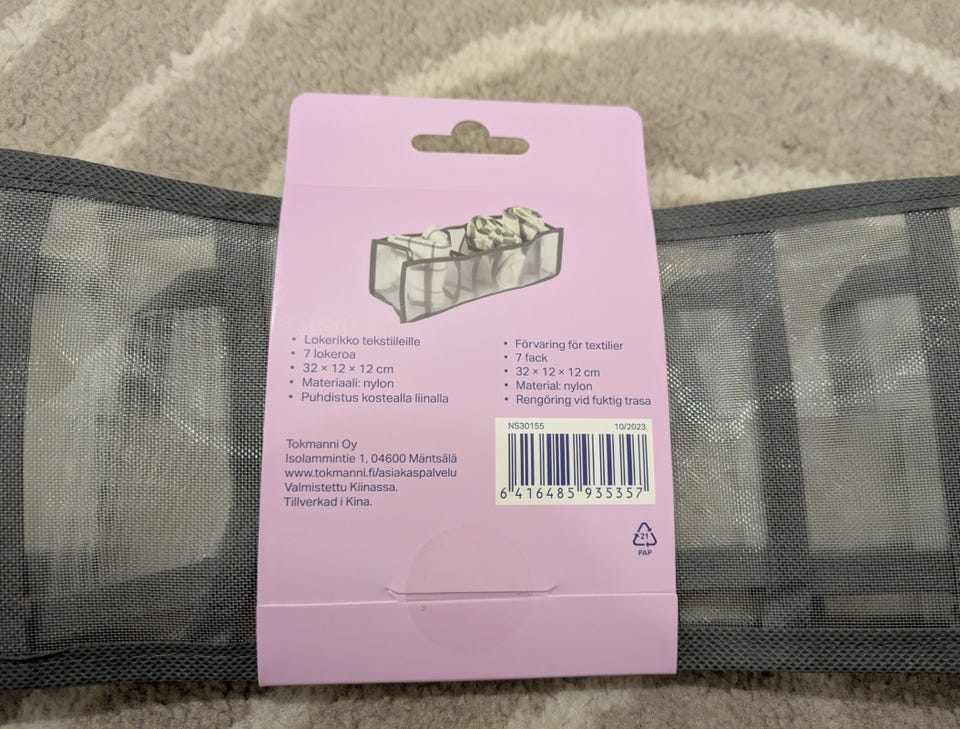 • Lokerikko tekstiileille
• 7 lokeroa
• 32 × 12 × 12 cm
• Materiaali: nylon
• Puhdistus kostealla liinalla
• Förvaring för textilier
• 7 fack
• 32 × 12 × 12 cm
• Material: nylon
• Rengöring vid fuktig trasa
Tokmanni Oy
Isolammintie 1, 04600 Mäntsälä
www.tokmanni.fi/asiakaspalvelu
Valmistettu Kiinassa.
Tillverkad i Kina.
NS30155 10/2023
6 416485 935357
21
PAP